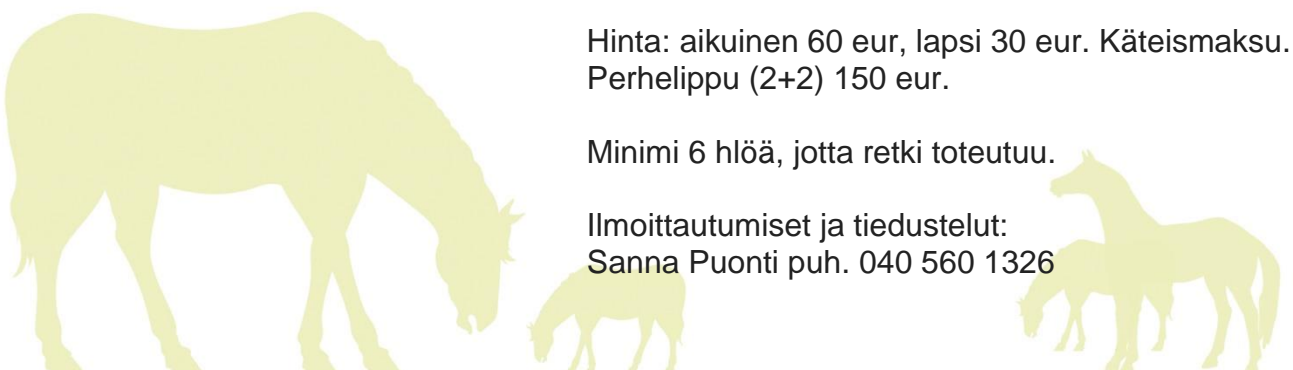 Hinta: aikuinen 60 eur, lapsi 30 eur. Käteismaksu.
Perhelippu (2+2) 150 eur.
Minimi 6 hlöä, jotta retki toteutuu.
Ilmoittautumiset ja tiedustelut:
Sanna Puonti puh. 040 560 1326